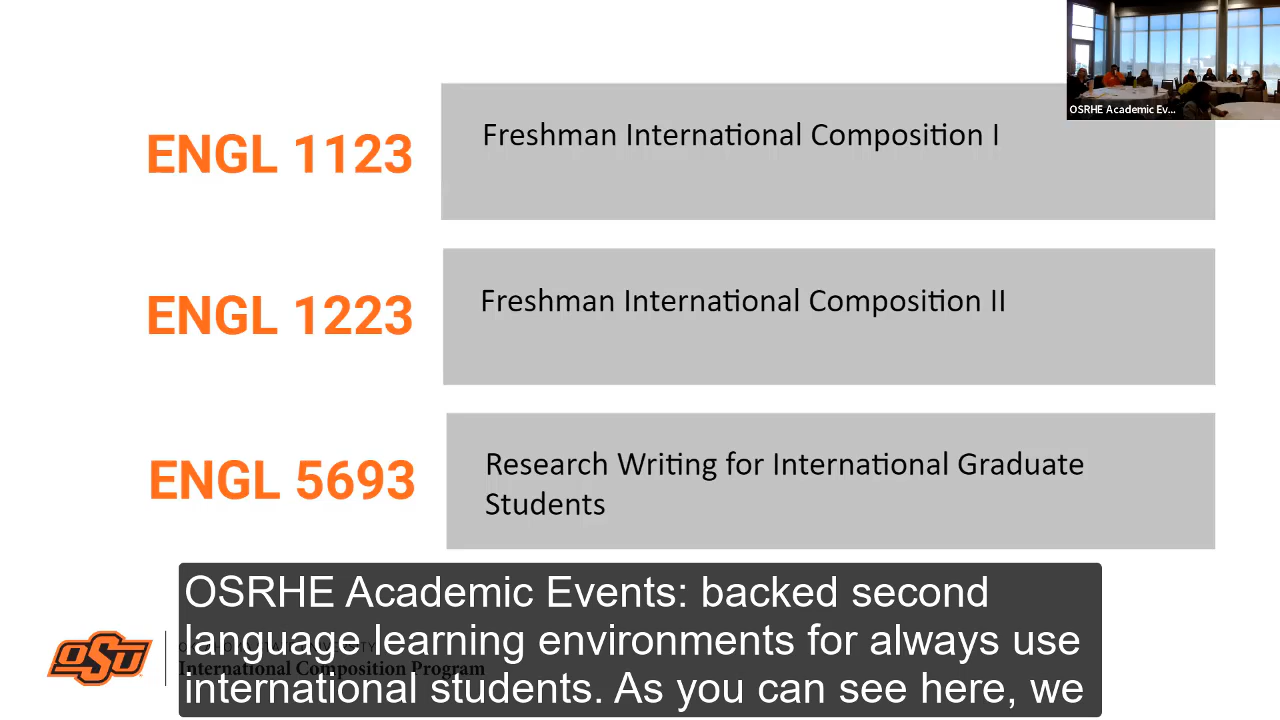 OSRHE Academic Ev...
ENGL 1123
Freshman International Composition I
ENGL 1223
Freshman International Composition II
ENGL 5693
Research Writing for International Graduate
Students
OSRHE Academic Events: backed second
language learning environments for always use
international students. As you can see here, we
OSU
International Composition Program